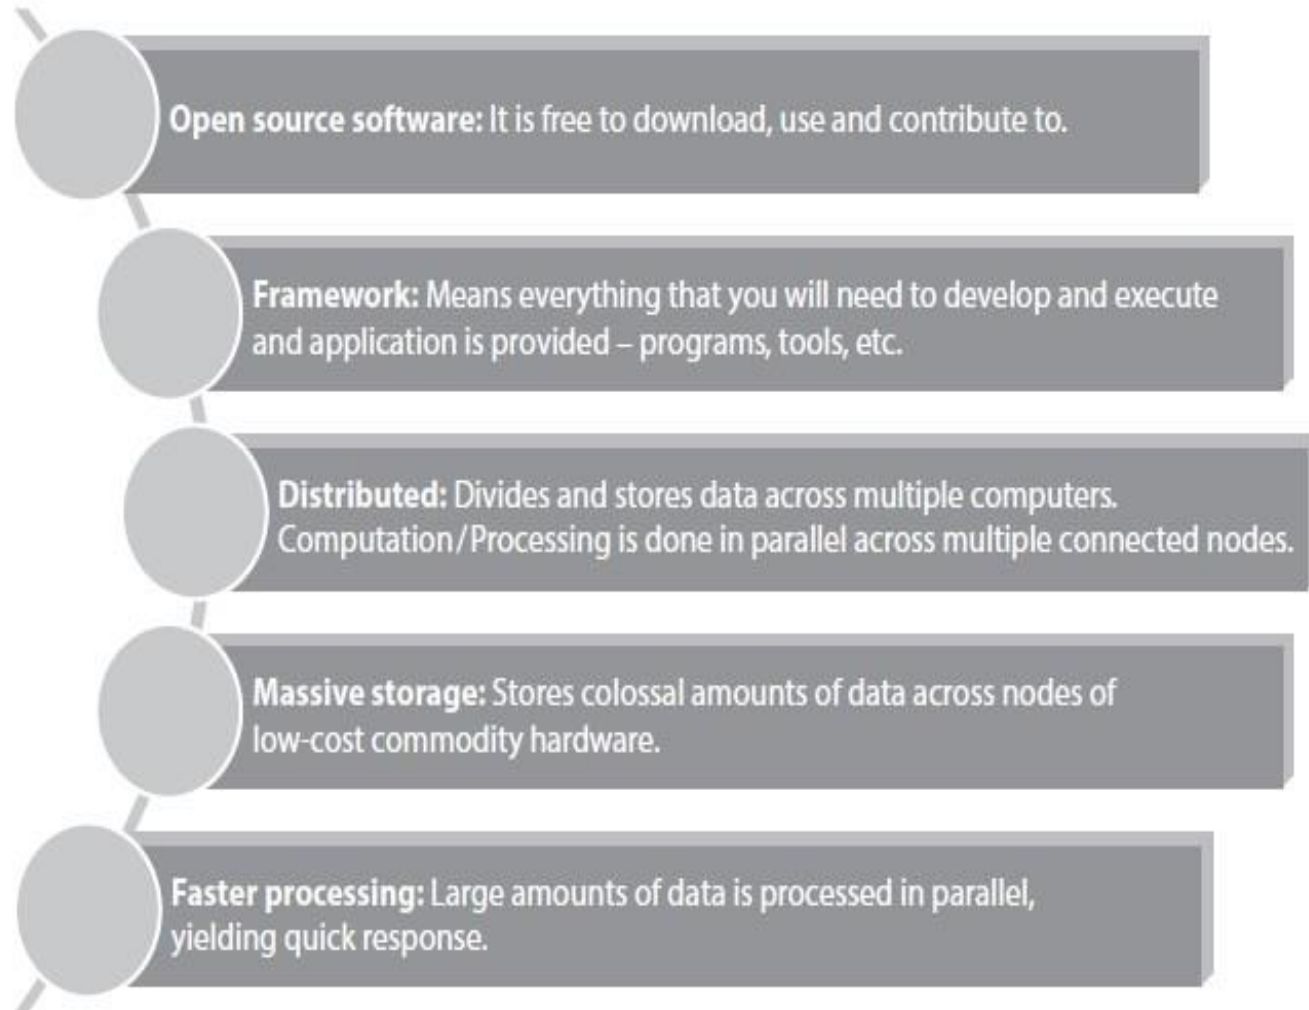 Open source software: It is free to download, use and contribute to.
Framework: Means everything that you will need to develop and execute
and application is provided – programs, tools, etc.
Distributed: Divides and stores data across multiple computers.
Computation/Processing is done in parallel across multiple connected nodes.
Massive storage: Stores colossal amounts of data across nodes of
low-cost commodity hardware.
Faster processing: Large amounts of data is processed in parallel,
yielding quick response.